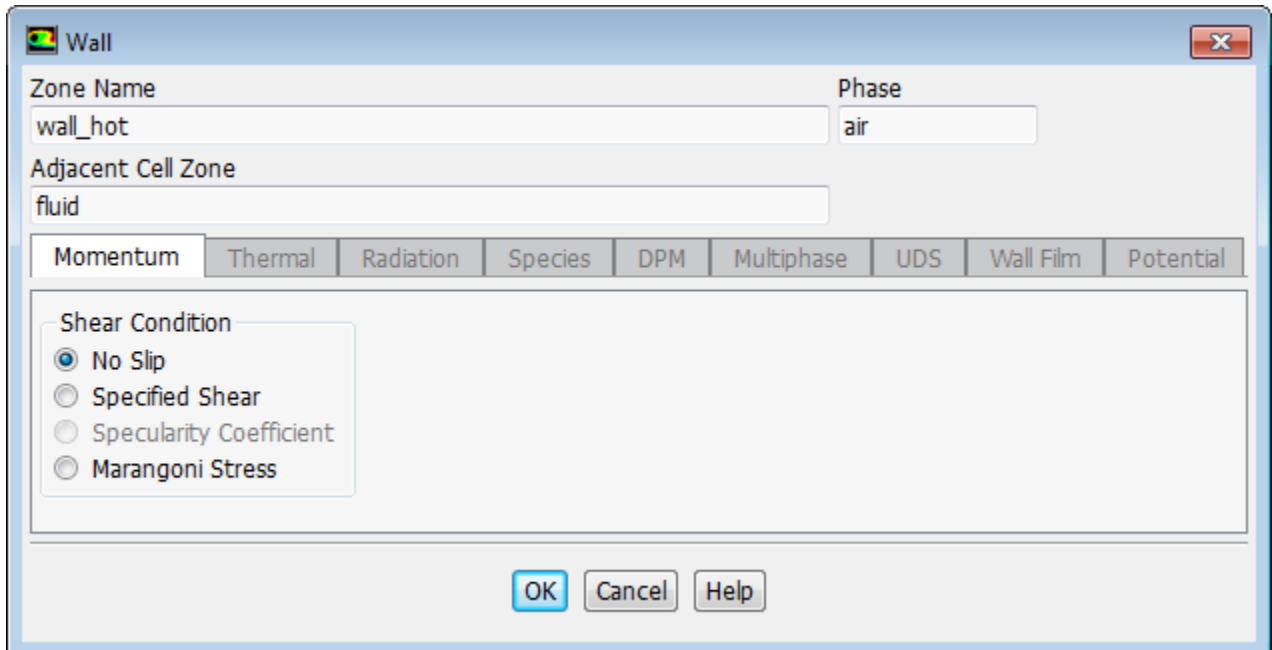 Wall
Zone Name Phase
wall_hot air
Adjacent Cell Zone
fluid
Momentum Thermal Radiation Species DPM Multiphase UDS Wall Film Potential
Shear Condition
No Slip
Specified Shear
Specularity Coefficient
Marangoni Stress
OK Cancel Help